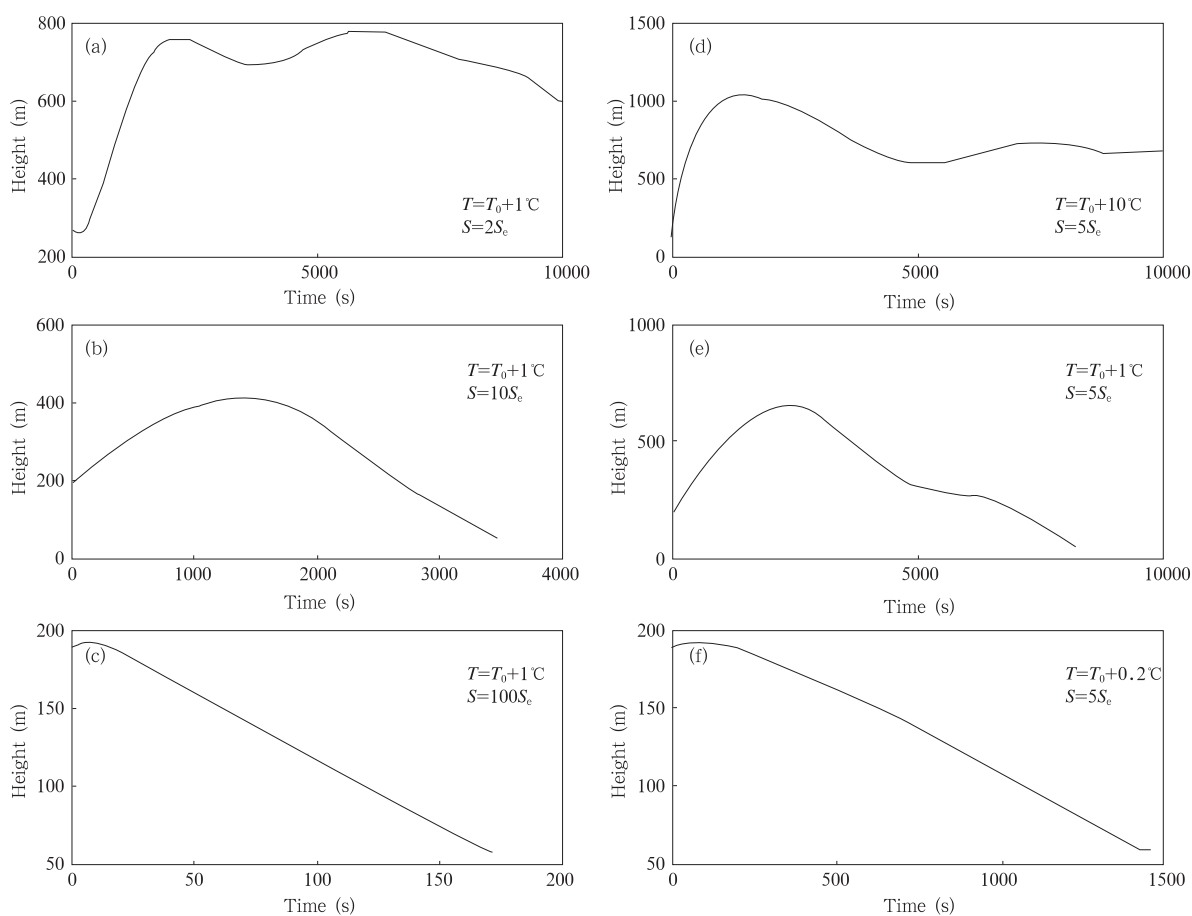 800
600
400
200
0
5000
10000
Height (m)
Time (s)
(a)
T=T0+1℃
S=2Se
1500
1000
500
0
0
5000
10000
Height (m)
Time (s)
(d)
T=T0+10℃
S=5Se
600
400
200
0
0
1000
2000
3000
4000
Height (m)
Time (s)
(b)
T=T0+1℃
S=10Se
1000
500
0
0
5000
10000
Height (m)
Time (s)
(e)
T=T0+1℃
S=5Se
200
150
100
50
0
50
100
150
200
Height (m)
Time (s)
(c)
T=T0+1℃
S=100Se
200
150
100
50
0
500
1000
1500
Height (m)
Time (s)
(f)
T=T0+0.2℃
S=5Se